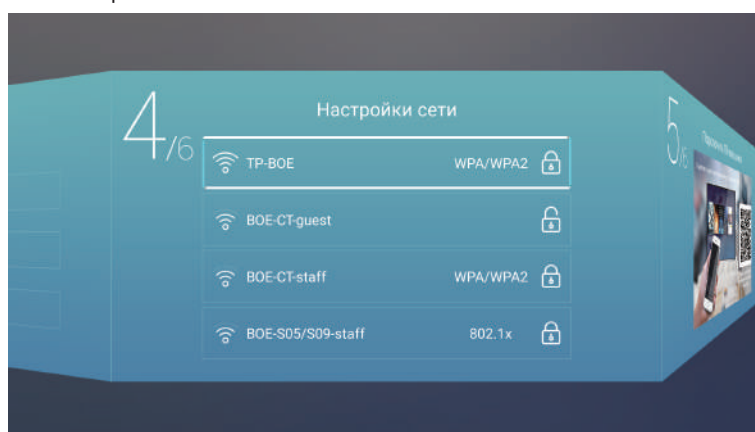 4/6
Настройки сети
TP-BOE WPA/WPA2
BOE-CT-guest
BOE-CT-staff WPA/WPA2
BOE-S05/S09-staff 802.1x
5/6